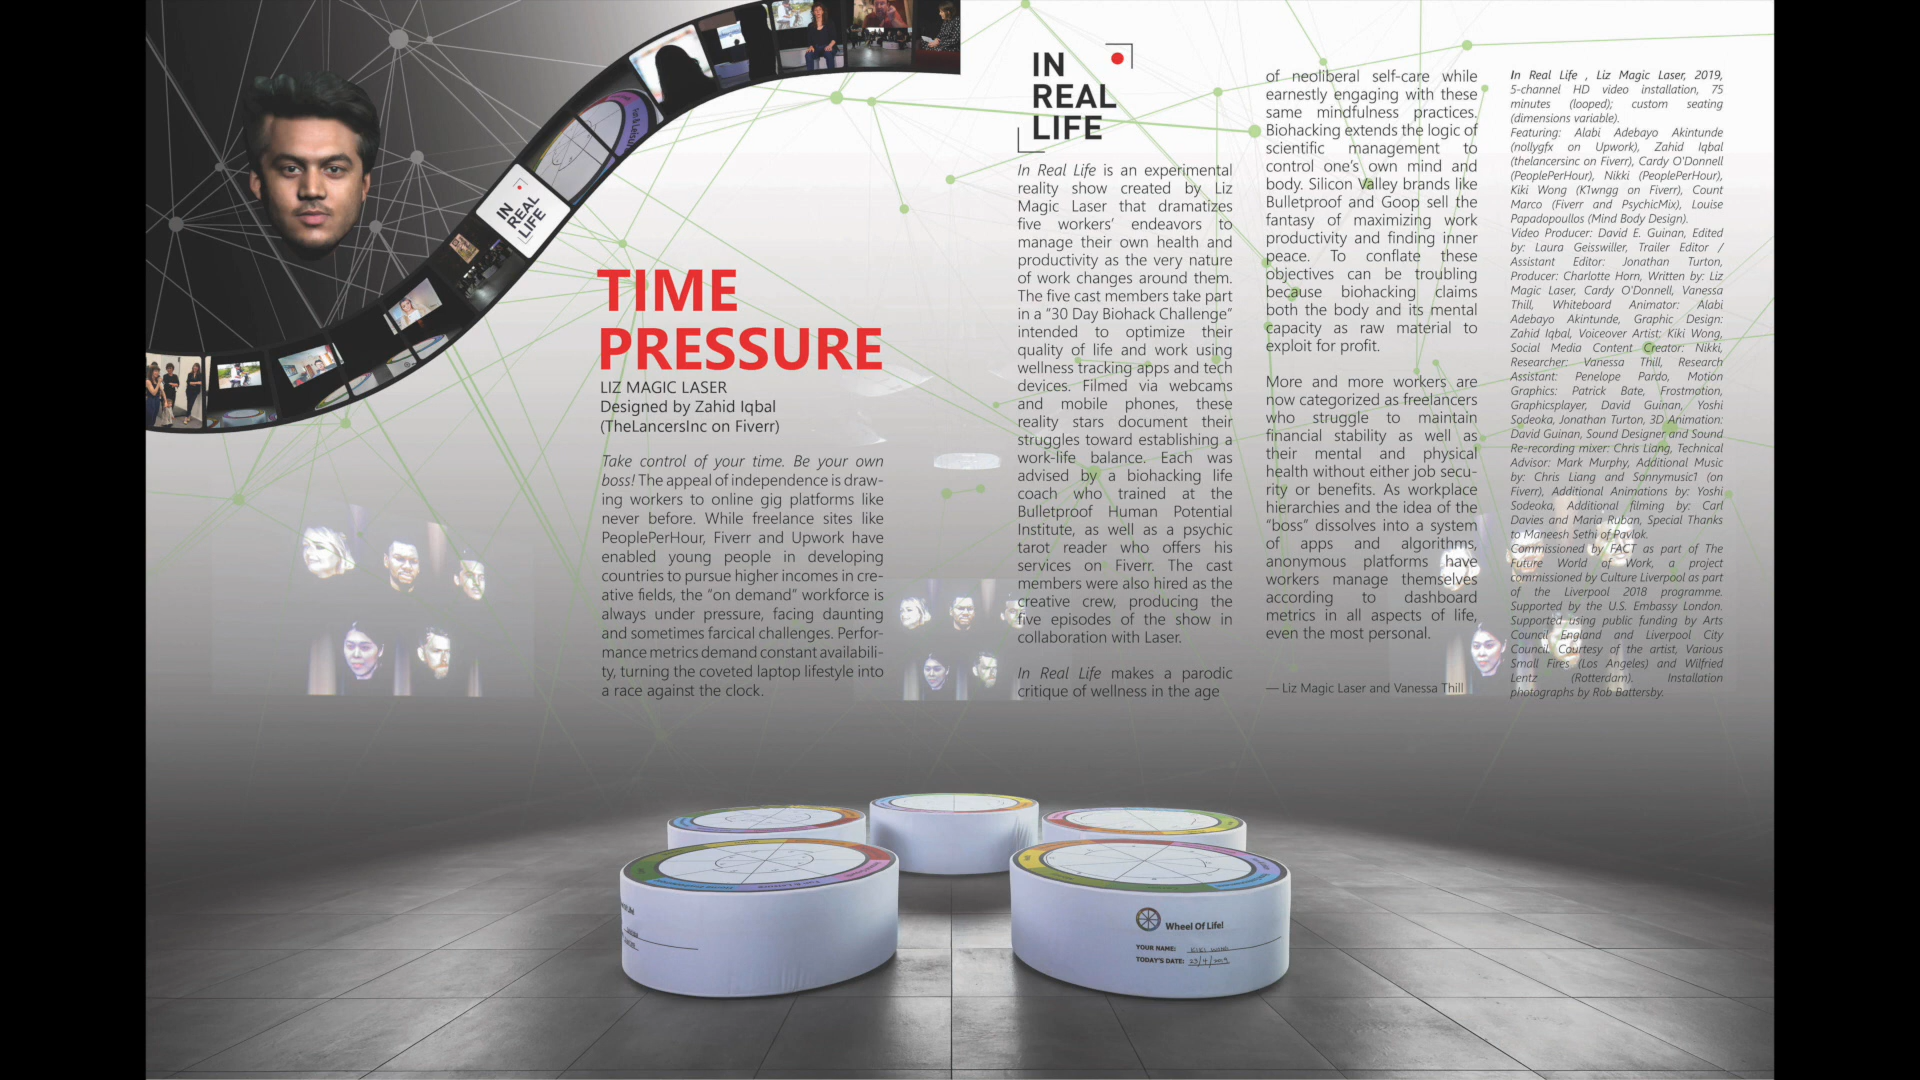 IN
REAL
LIFE
TIME
PRESSURE
LIZ MAGIC LASER
Designed by Zahid Iqbal
(TheLancersInc on Fiverr)
Take control of your time. Be your own
boss! The appeal of independence is draw-
ing workers to online gig platforms like
never before. While freelance sites like
PeoplePerHour, Fiverr and Upwork have
enabled young people in developing
countries to pursue higher incomes in cre-
ative fields, the “on demand” workforce is
always under pressure, facing daunting
and sometimes farcical challenges. Perfor-
mance metrics demand constant availabili-
ty, turning the coveted laptop lifestyle into
a race against the clock.
IN
REAL
LIFE
In Real Life is an experimental
reality show created by Liz
Magic Laser that dramatizes
five workers’ endeavors to
manage their own health and
productivity as the very nature
of work changes around them.
The five cast members take part
in a “30 Day Biohack Challenge”
intended to optimize their
quality of life and work using
wellness tracking apps and tech
devices. Filmed via webcams
and mobile phones, these
reality stars document their
struggles toward establishing a
work-life balance. Each was
advised by a biohacking life
coach who trained at the
Bulletproof Human Potential
Institute, as well as a psychic
tarot reader who offers his
services on Fiverr. The cast
members were also hired as the
creative crew, producing the
five episodes of the show in
collaboration with Laser.
In Real Life makes a parodic
critique of wellness in the age
of neoliberal self-care while
earnestly engaging with these
same mindfulness practices.
Biohacking extends the logic of
scientific management to
control one’s own mind and
body. Silicon Valley brands like
Bulletproof and Goop sell the
fantasy of maximizing work
productivity and finding inner
peace. To conflate these
objectives can be troubling
because biohacking claims
both the body and its mental
capacity as raw material to
exploit for profit.
More and more workers are
now categorized as freelancers
who struggle to maintain
financial stability as well as
their mental and physical
health without either job secu-
rity or benefits. As workplace
hierarchies and the idea of the
“boss” dissolves into a system
of apps and algorithms,
anonymous platforms have
workers manage themselves
according to dashboard
metrics in all aspects of life,
even the most personal.
— Liz Magic Laser and Vanessa Thill
In Real Life , Liz Magic Laser, 2019,
5-channel HD video installation, 75
minutes (looped); custom seating
(dimensions variable).
Featuring: Alabi Adebayo Akintunde
(nollygfx on Upwork), Zahid Iqbal
(thelancersinc on Fiverr), Cardy O'Donnell
(PeoplePerHour), Nikki (PeoplePerHour),
Kiki Wong (K1wngg on Fiverr), Count
Marco (Fiverr and PsychicMix), Louise
Papadopoullos (Mind Body Design).
Video Producer: David E. Guinan, Edited
by: Laura Geisswiller, Trailer Editor /
Assistant Editor: Jonathan Turton,
Producer: Charlotte Horn, Written by: Liz
Magic Laser, Cardy O'Donnell, Vanessa
Thill, Whiteboard Animator: Alabi
Adebayo Akintunde, Graphic Design:
Zahid Iqbal, Voiceover Artist: Kiki Wong,
Social Media Content Creator: Nikki,
Researcher: Vanessa Thill, Research
Assistant: Penelope Pardo, Motion
Graphics: Patrick Bate, Frostmotion,
Graphicsplayer, David Guinan, Yoshi
Sodeoka, Jonathan Turton, 3D Animation:
David Guinan, Sound Designer and Sound
Re-recording mixer: Chris Liang, Technical
Advisor: Mark Murphy, Additional Music
by: Chris Liang and Sonnymusic1 (on
Fiverr), Additional Animations by: Yoshi
Sodeoka, Additional filming by: Carl
Davies and Maria Ruban, Special Thanks
to Maneesh Sethi of Pavlok.
Commissioned by FACT as part of The
Future World of Work, a project
commissioned by Culture Liverpool as part
of the Liverpool 2018 programme.
Supported by the U.S. Embassy London.
Supported using public funding by Arts
Council England and Liverpool City
Council. Courtesy of the artist, Various
Small Fires (Los Angeles) and Wilfried
Lentz (Rotterdam). Installation
photographs by Rob Battersby.
Wheel Of Life!
YOUR NAME: KIKI WONG
TODAY'S DATE: 23/4/2019